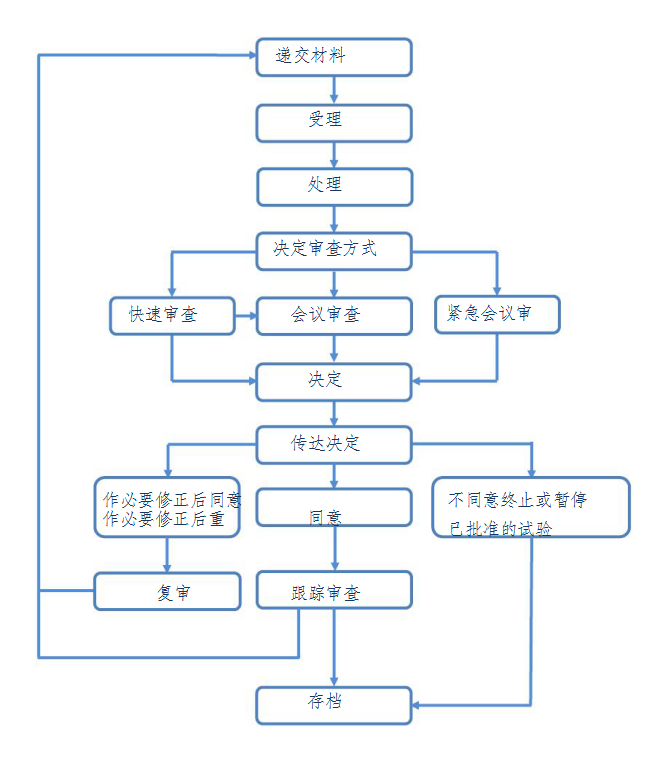 递交材料
受理
处理
决定审查方式
快速审查
会议审查
紧急会议审
决定
传达决定
作必要修正后同意
作必要修正后重
同意
不同意终止或暂停
已批准的试验
复审
跟踪审查
存档